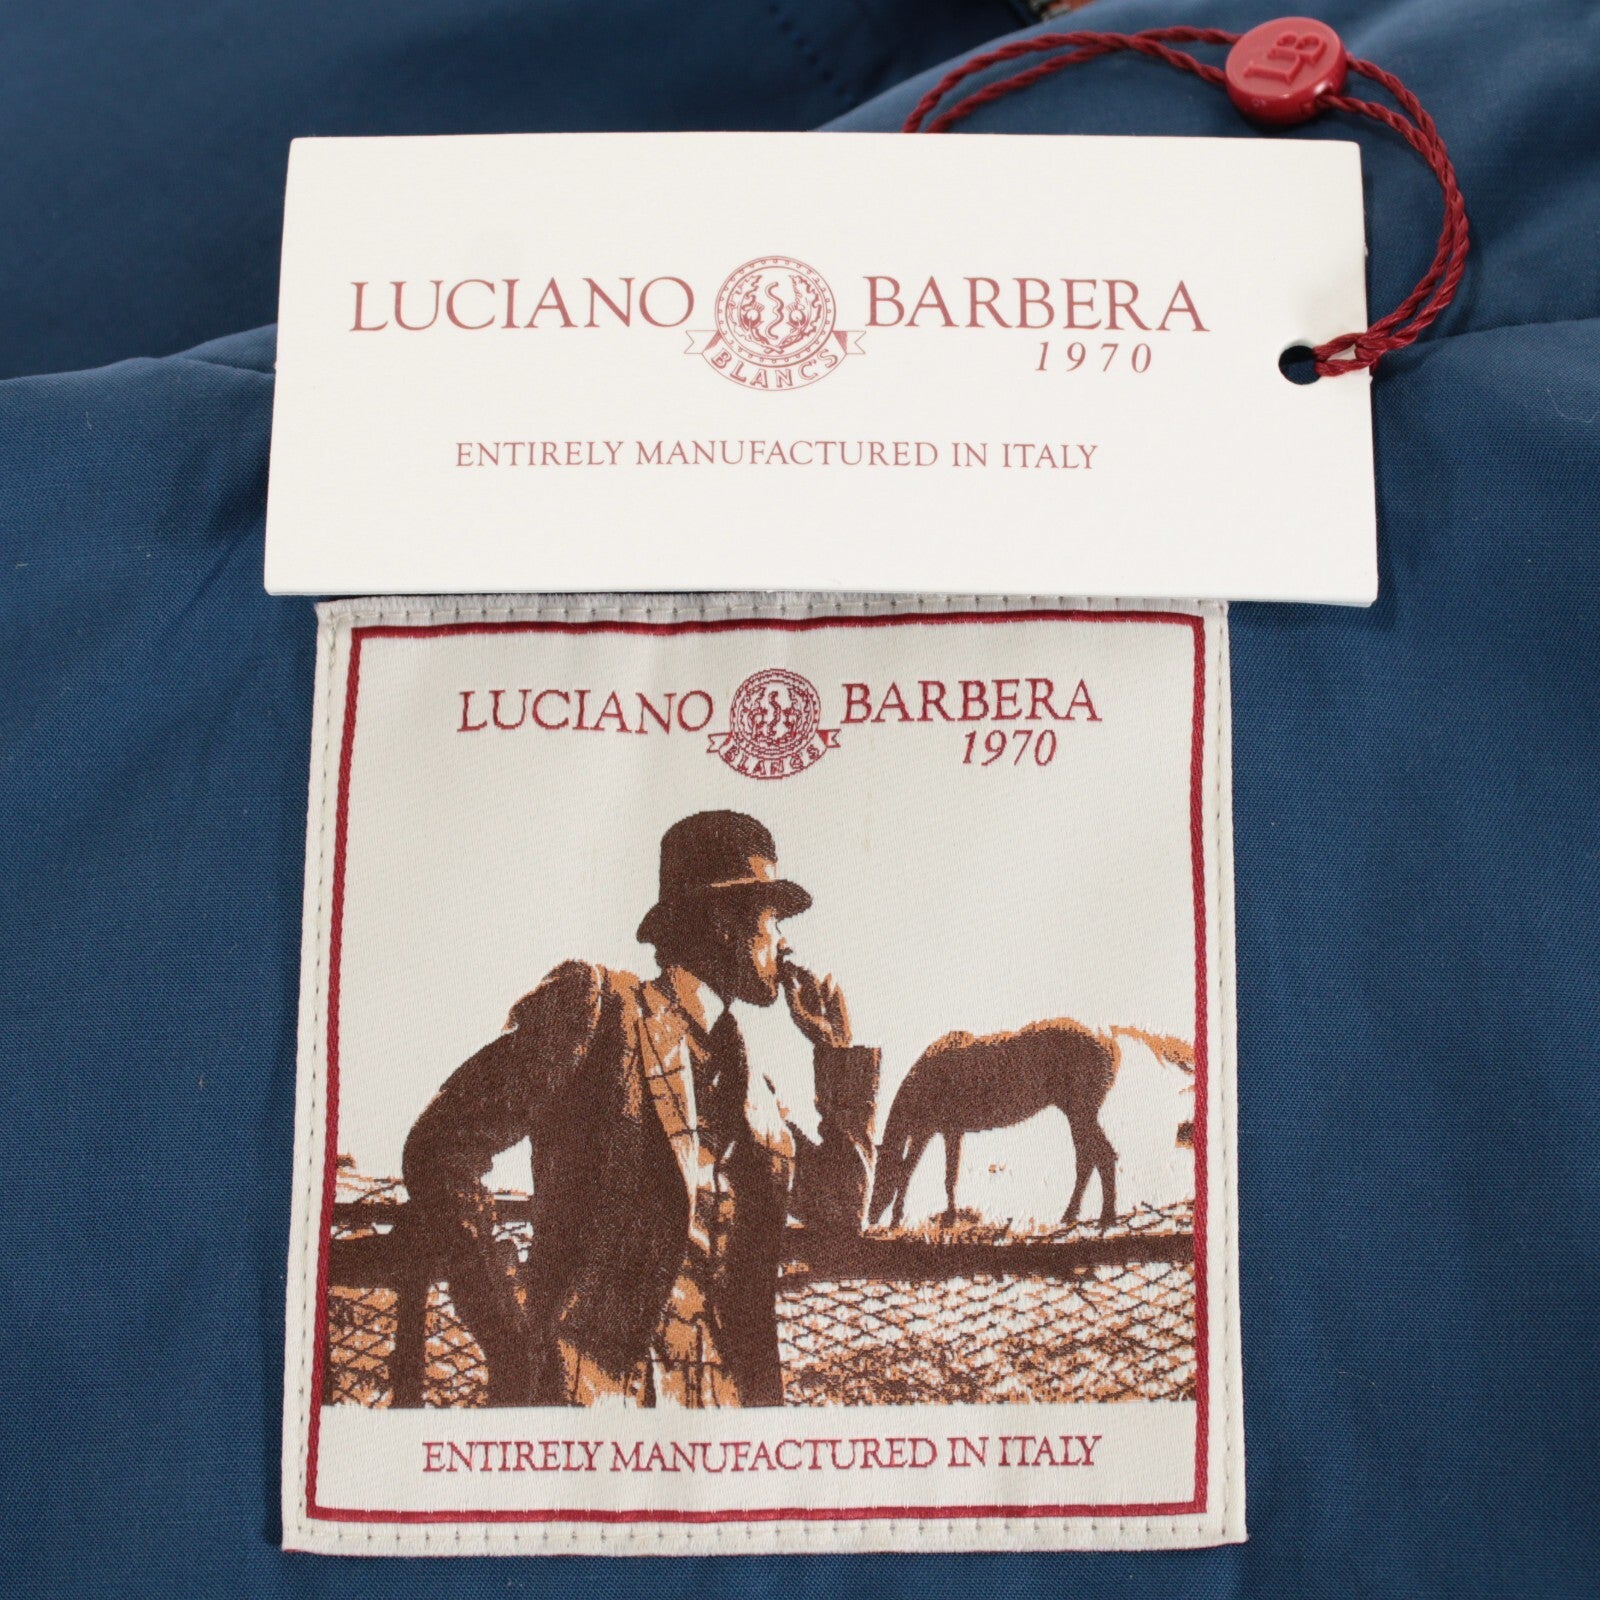 LB
LUCIANO BARBERA
BLANC'S
1970
ENTIRELY MANUFACTURED IN ITALY
LUCIANO BARBERA
1970
BLANC'S
ENTIRELY MANUFACTURED IN ITALY